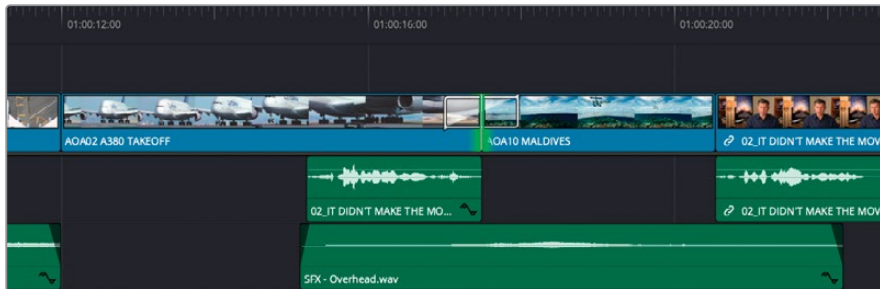 01:00:12:00 01:00:16:00 01:00:20:00
AOA02 A380 TAKEOFF AOA10 MALDIVES 02_IT DIDN'T MAKE THE MOV
02_IT DIDN'T MAKE THE MO... 02_IT DIDN'T MAKE THE MOV
SFX - Overhead.wav